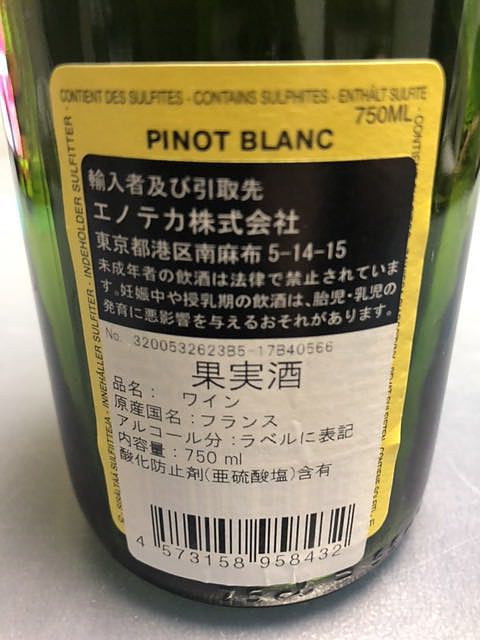 CONTIENT DES SULFITES - CONTAINS SULPHITES - ENTHÄLT SULFITE
750ML
PINOT BLANC
輸入者及び引取先
エノテカ株式会社
東京都港区南麻布 5-14-15
未成年者の飲酒は法律で禁止されていま
す。妊娠中や授乳期の飲酒は、胎児・乳児の
発育に悪影響を与えるおそれがあります。
No. 3200532623B5-17B40566
果実酒
品名： ワイン
原産国名：フランス
アルコール分：ラベルに表記
内容量：750 ml
酸化防止剤(亜硫酸塩)含有
4 573158 958432
INNEHÅLLER SULFITER - INDEHOLDER SULFITTER -